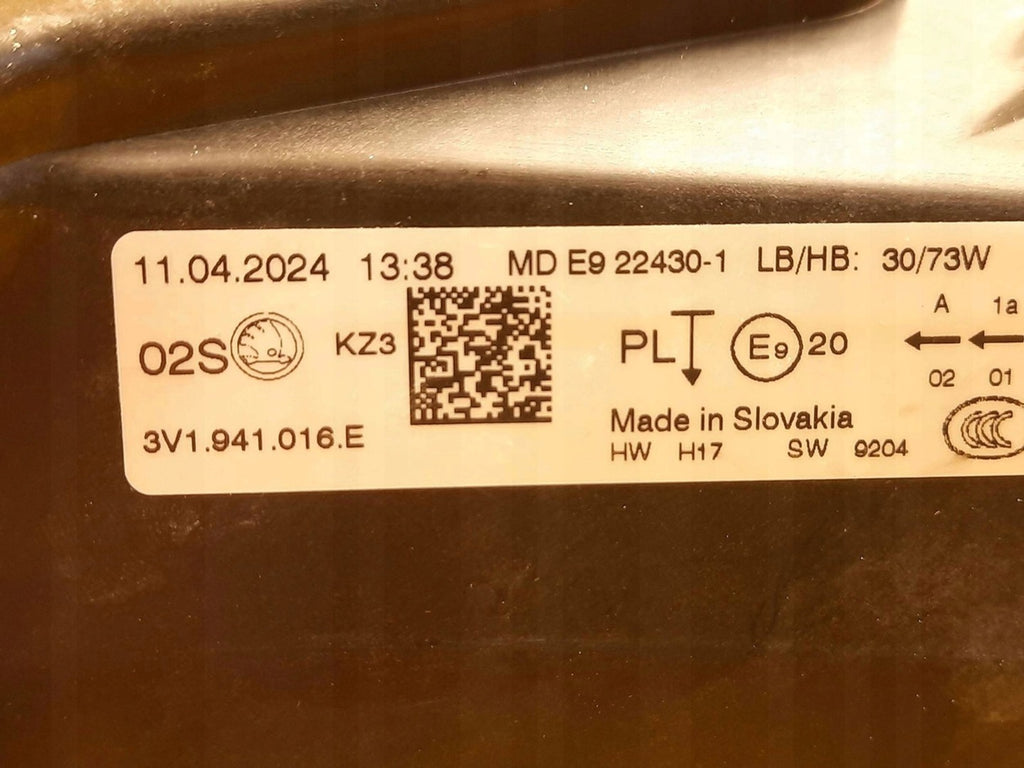 11.04.2024 13:38 MD E9 22430-1 LB/HB: 30/73W
02S KZ3 PL E9 20 A 1a
02 01
3V1.941.016.E Made in Slovakia CCC
HW H17 SW 9204